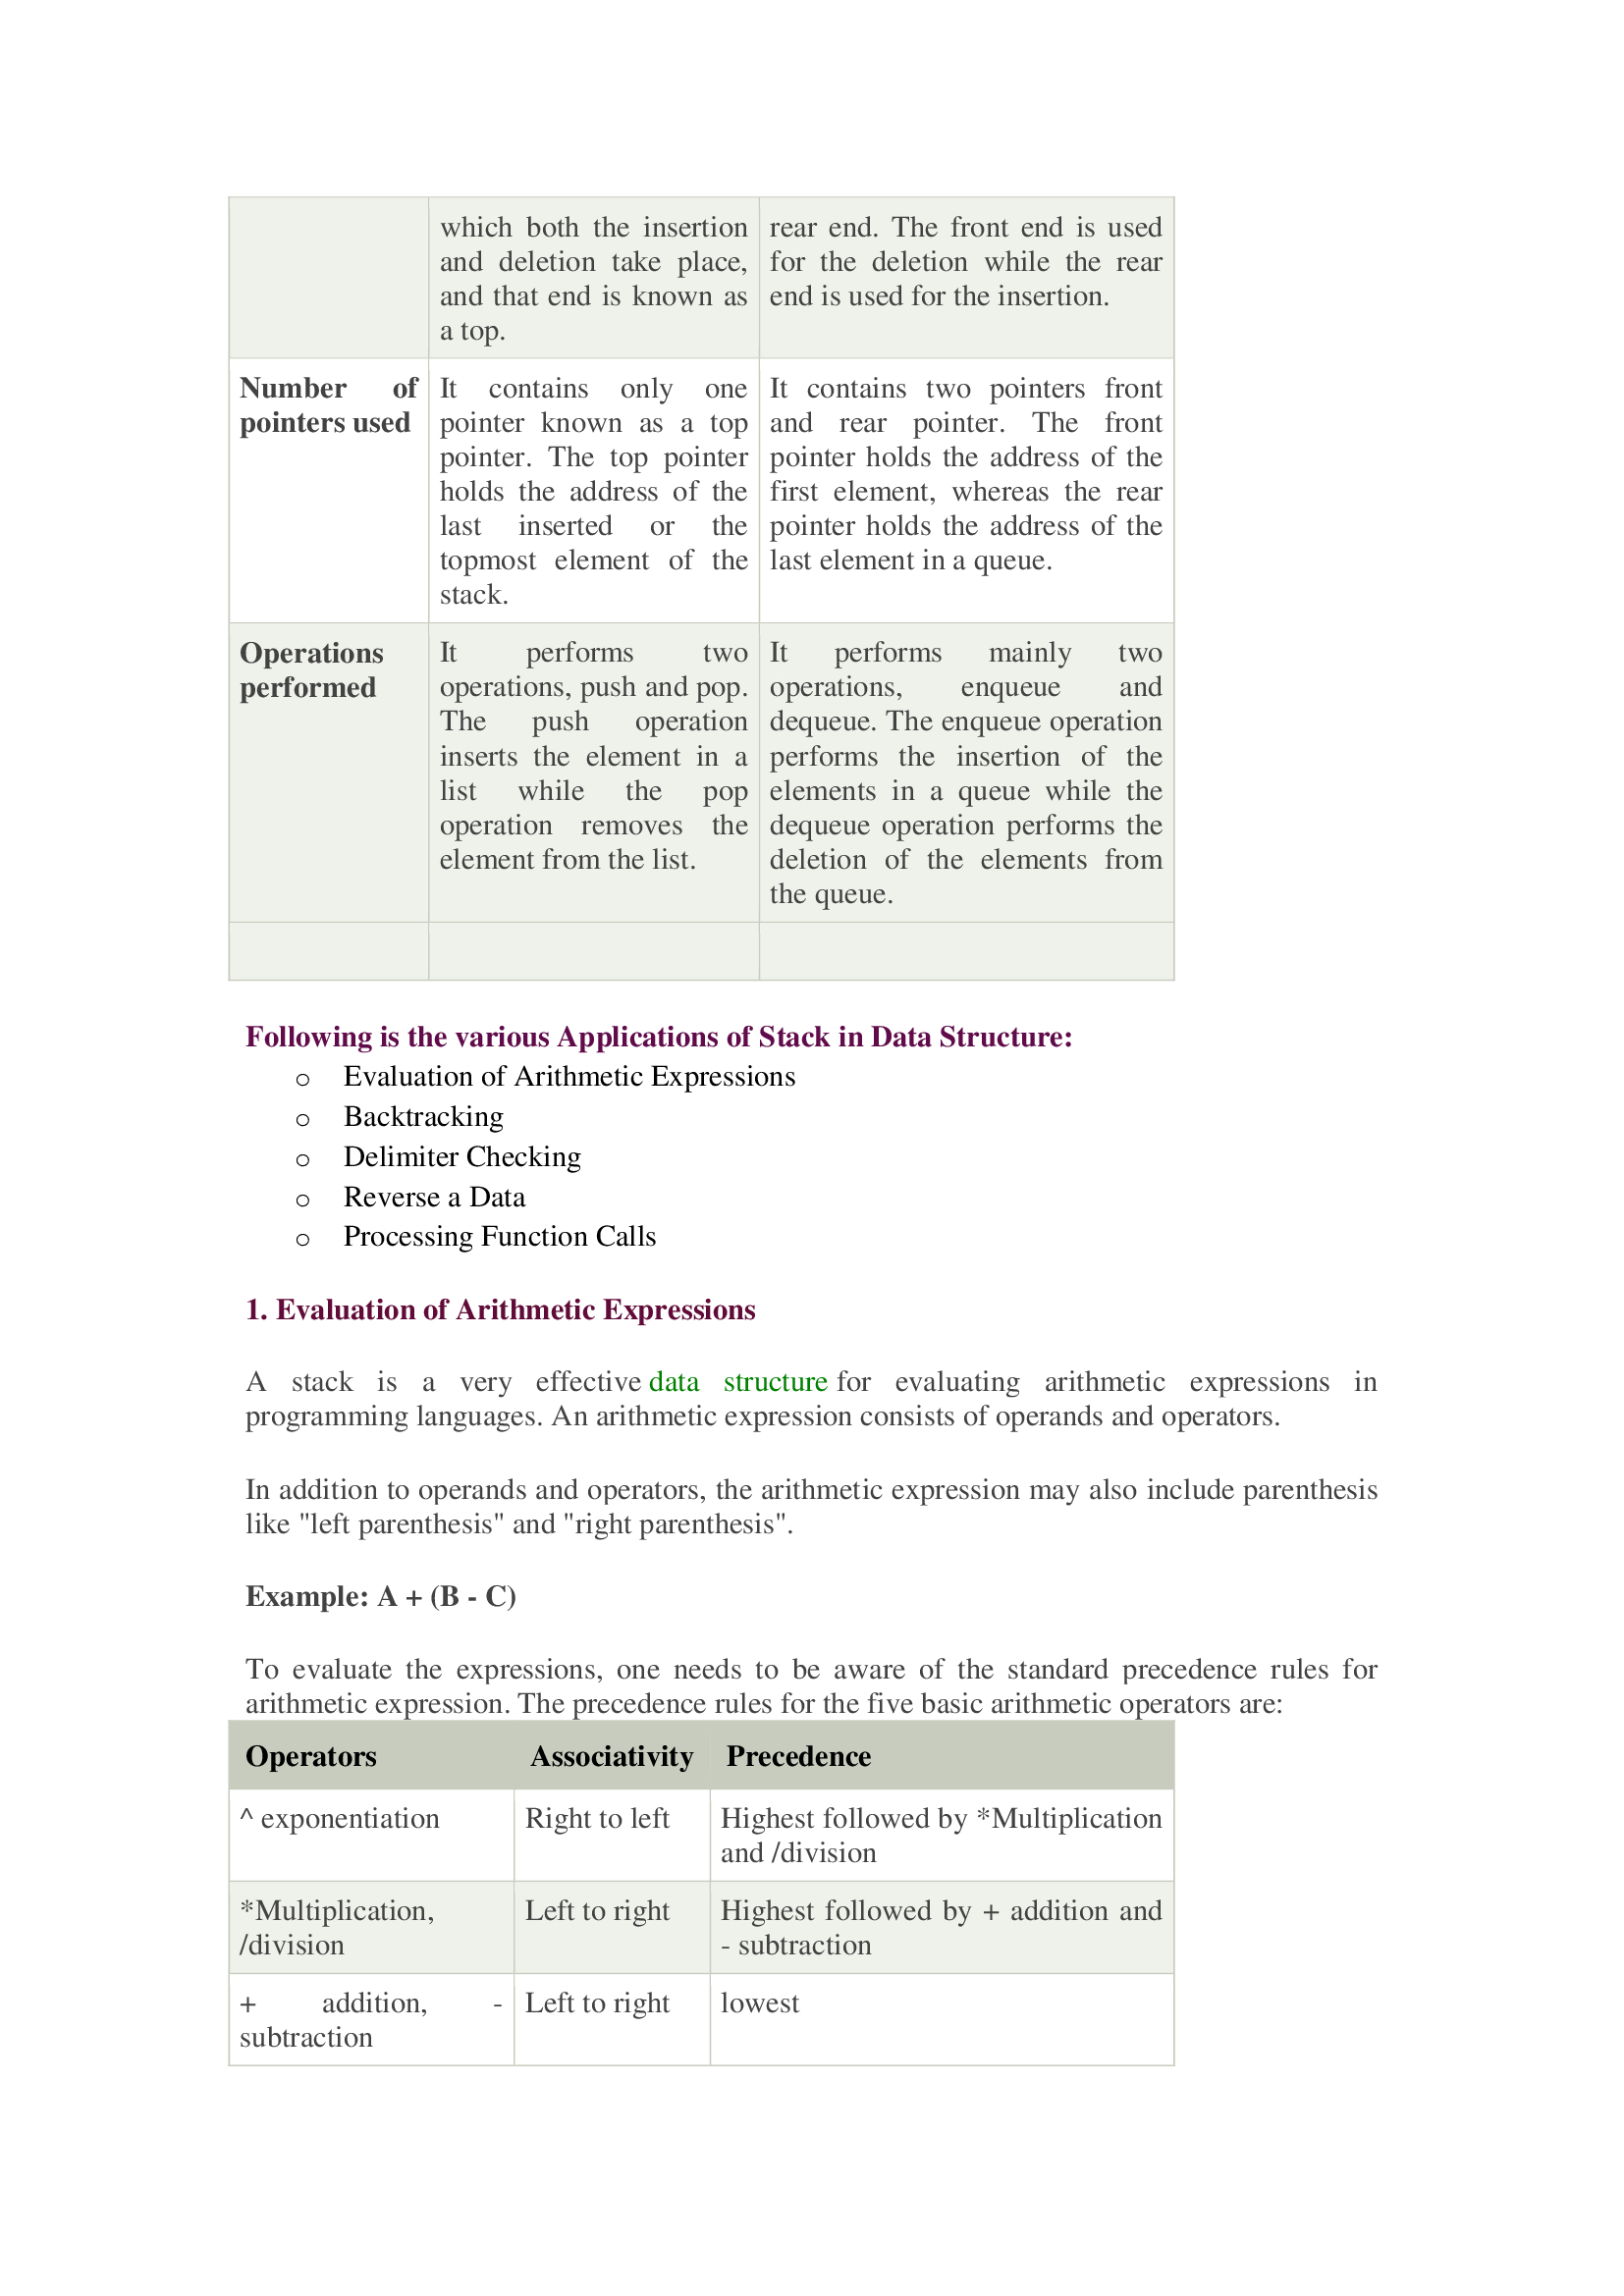 which both the insertion
and deletion take place,
and that end is known as
a top.
rear end. The front end is used
for the deletion while the rear
end is used for the insertion.
Number of
pointers used
It contains only one
pointer known as a top
pointer. The top pointer
holds the address of the
last inserted or the
topmost element of the
stack.
It contains two pointers front
and rear pointer. The front
pointer holds the address of the
first element, whereas the rear
pointer holds the address of the
last element in a queue.
Operations
performed
It performs two
operations, push and pop.
The push operation
inserts the element in a
list while the pop
operation removes the
element from the list.
It performs mainly two
operations, enqueue and
dequeue. The enqueue operation
performs the insertion of the
elements in a queue while the
dequeue operation performs the
deletion of the elements from
the queue.
Following is the various Applications of Stack in Data Structure:
o Evaluation of Arithmetic Expressions
o Backtracking
o Delimiter Checking
o Reverse a Data
o Processing Function Calls
1. Evaluation of Arithmetic Expressions
A stack is a very effective data structure for evaluating arithmetic expressions in
programming languages. An arithmetic expression consists of operands and operators.
In addition to operands and operators, the arithmetic expression may also include parenthesis
like "left parenthesis" and "right parenthesis".
Example: A + (B - C)
To evaluate the expressions, one needs to be aware of the standard precedence rules for
arithmetic expression. The precedence rules for the five basic arithmetic operators are:
Operators Associativity Precedence
^ exponentiation
Right to left
Highest followed by *Multiplication
and /division
*Multiplication,
/division
Left to right
Highest followed by + addition and
- subtraction
+ addition, -
subtraction
Left to right
lowest